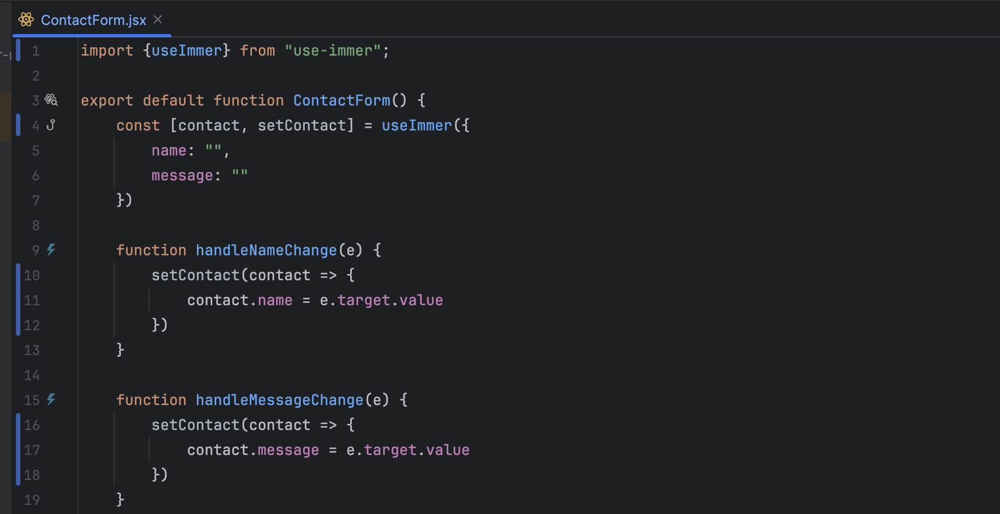 ContactForm.jsx
1 import {useImmer} from "use-immer";
2
3 export default function ContactForm() {
4     const [contact, setContact] = useImmer({
5         name: "",
6         message: ""
7     })
8
9     function handleNameChange(e) {
10         setContact(contact => {
11             contact.name = e.target.value
12         })
13     }
14
15     function handleMessageChange(e) {
16         setContact(contact => {
17             contact.message = e.target.value
18         })
19     }